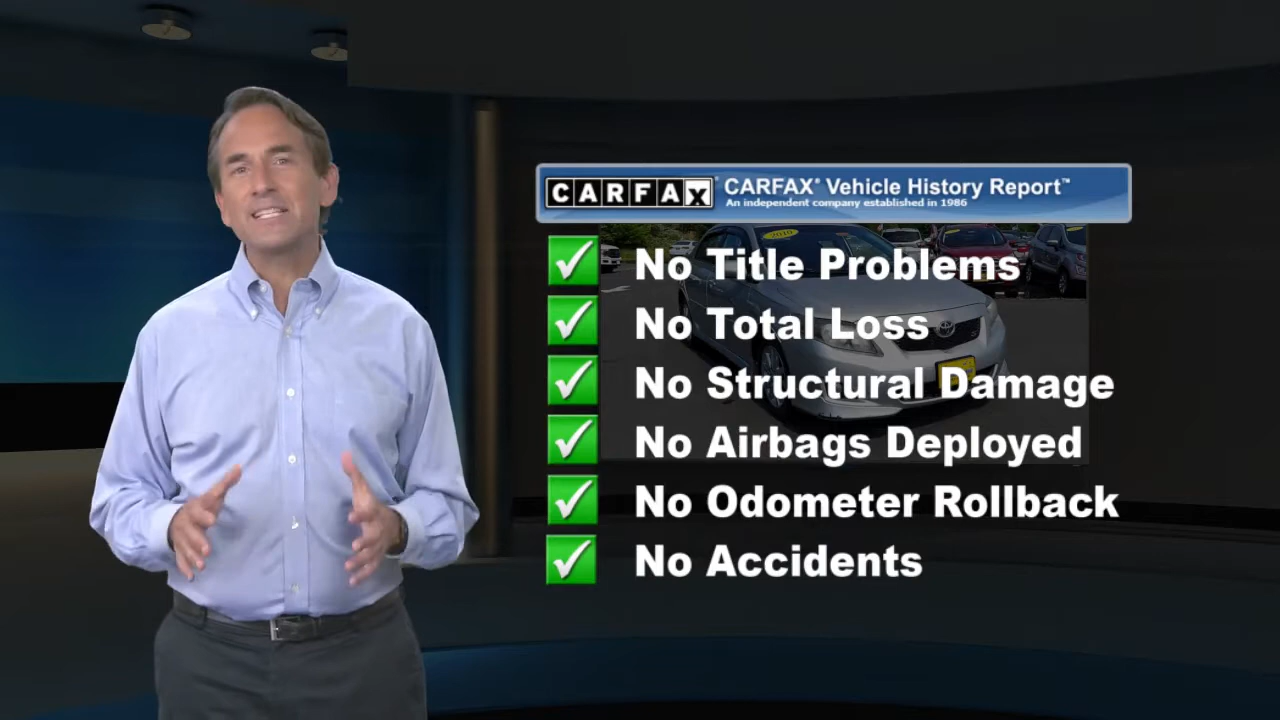 CARFAX® CARFAX® Vehicle History Report™
An independent company established in 1986
2010
No Title Problems
No Total Loss
No Structural Damage
No Airbags Deployed
No Odometer Rollback
No Accidents